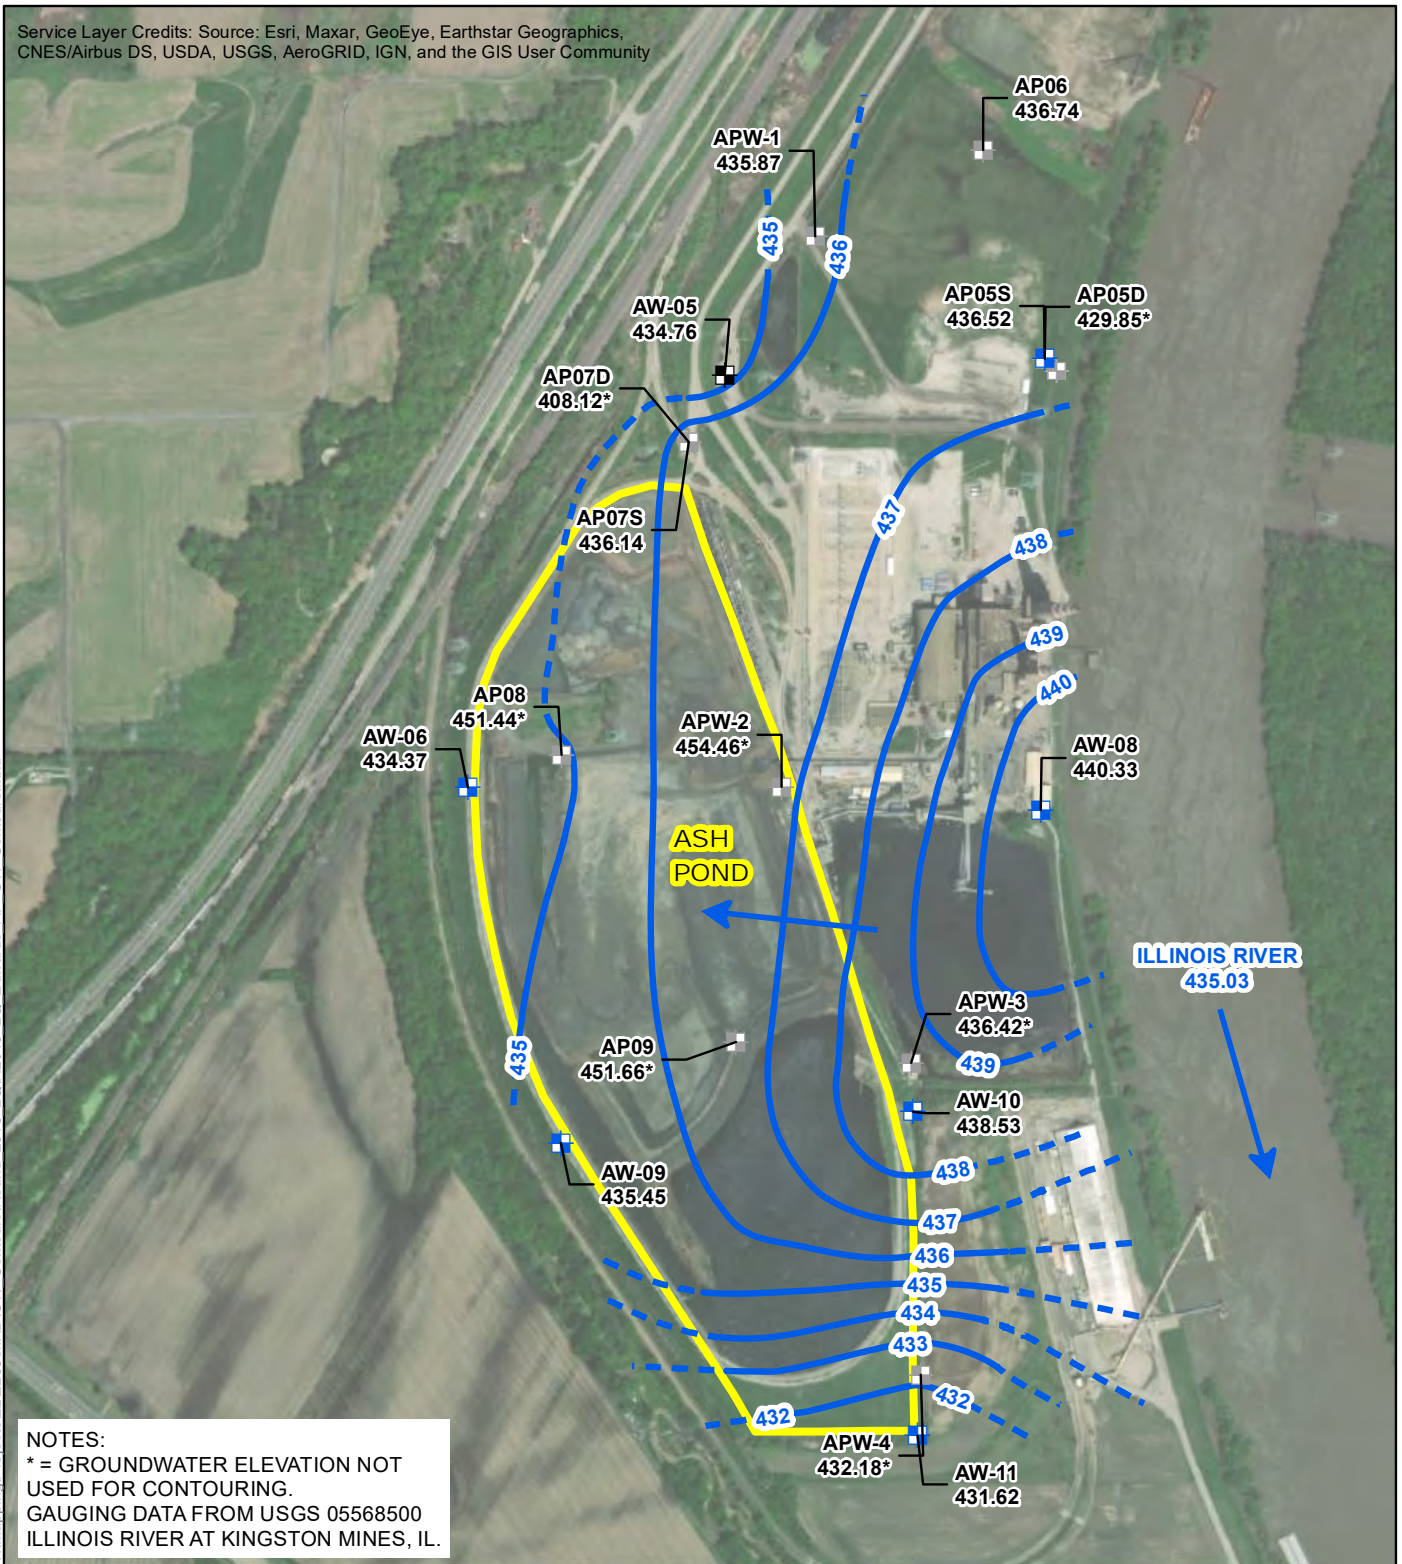 Service Layer Credits: Source: Esri, Maxar, GeoEye, Earthstar Geographics,
CNES/Airbus DS, USDA, USGS, AeroGRID, IGN, and the GIS User Community
AP06
436.74
APW-1
435.87
435
436
AW-05
434.76
AP05S
436.52
AP05D
429.85*
AP07D
408.12*
AP07S
436.14
437
438
439
440
AP08
451.44*
AW-06
434.37
APW-2
454.46*
AW-08
440.33
ASH
POND
ILLINOIS RIVER
435.03
APW-3
436.42*
AP09
451.66*
435
439
AW-10
438.53
AW-09
435.45
438
437
436
435
434
433
432
432
APW-4
432.18*
AW-11
431.62
NOTES:
* = GROUNDWATER ELEVATION NOT
USED FOR CONTOURING.
GAUGING DATA FROM USGS 05568500
ILLINOIS RIVER AT KINGSTON MINES, IL.